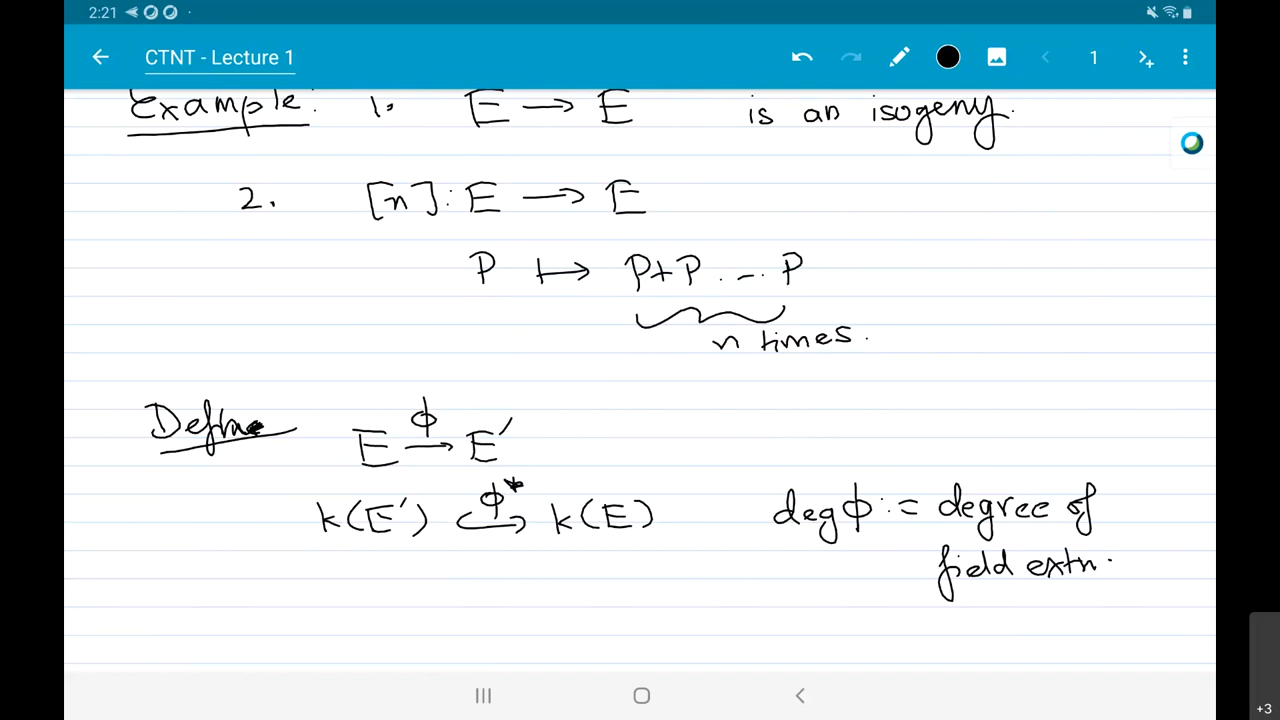 2:21
CTNT - Lecture 1
1
Example: 1. E → E is an isogeny.
2. [n]: E → E
P ↦ P+P . - . P
n times.
Define E →^ϕ E′
k(E′) ↪^ϕ* k(E) deg ϕ := degree of
field extn.
+3